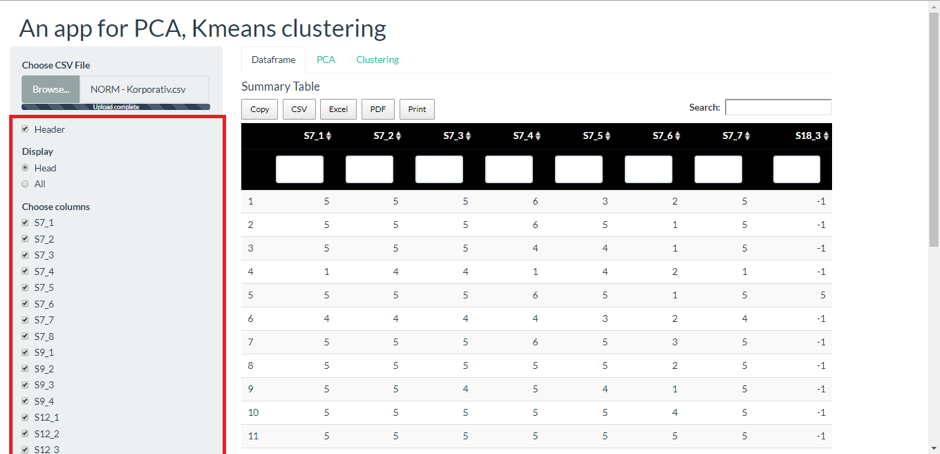 An app for PCA, Kmeans clustering
Choose CSV File
Browse... NORM - Korporativ.csv
Upload complete
Header
Display
Head
All
Choose columns
S7_1
S7_2
S7_3
S7_4
S7_5
S7_6
S7_7
S7_8
S9_1
S9_2
S9_3
S9_4
S12_1
S12_2
S12_3
Dataframe PCA Clustering
Summary Table
Copy CSV Excel PDF Print Search:
S7_1 S7_2 S7_3 S7_4 S7_5 S7_6 S7_7 S18_3
1 5 5 5 6 3 2 5 -1
2 5 5 5 6 5 1 5 -1
3 5 5 5 4 4 1 5 -1
4 1 4 4 1 4 2 1 -1
5 5 5 5 6 5 1 5 5
6 4 4 4 4 3 2 4 -1
7 5 5 5 6 5 3 5 -1
8 5 5 5 5 5 2 5 -1
9 5 5 4 5 4 1 5 -1
10 5 5 5 5 5 4 5 -1
11 5 5 5 5 5 5 5 -1